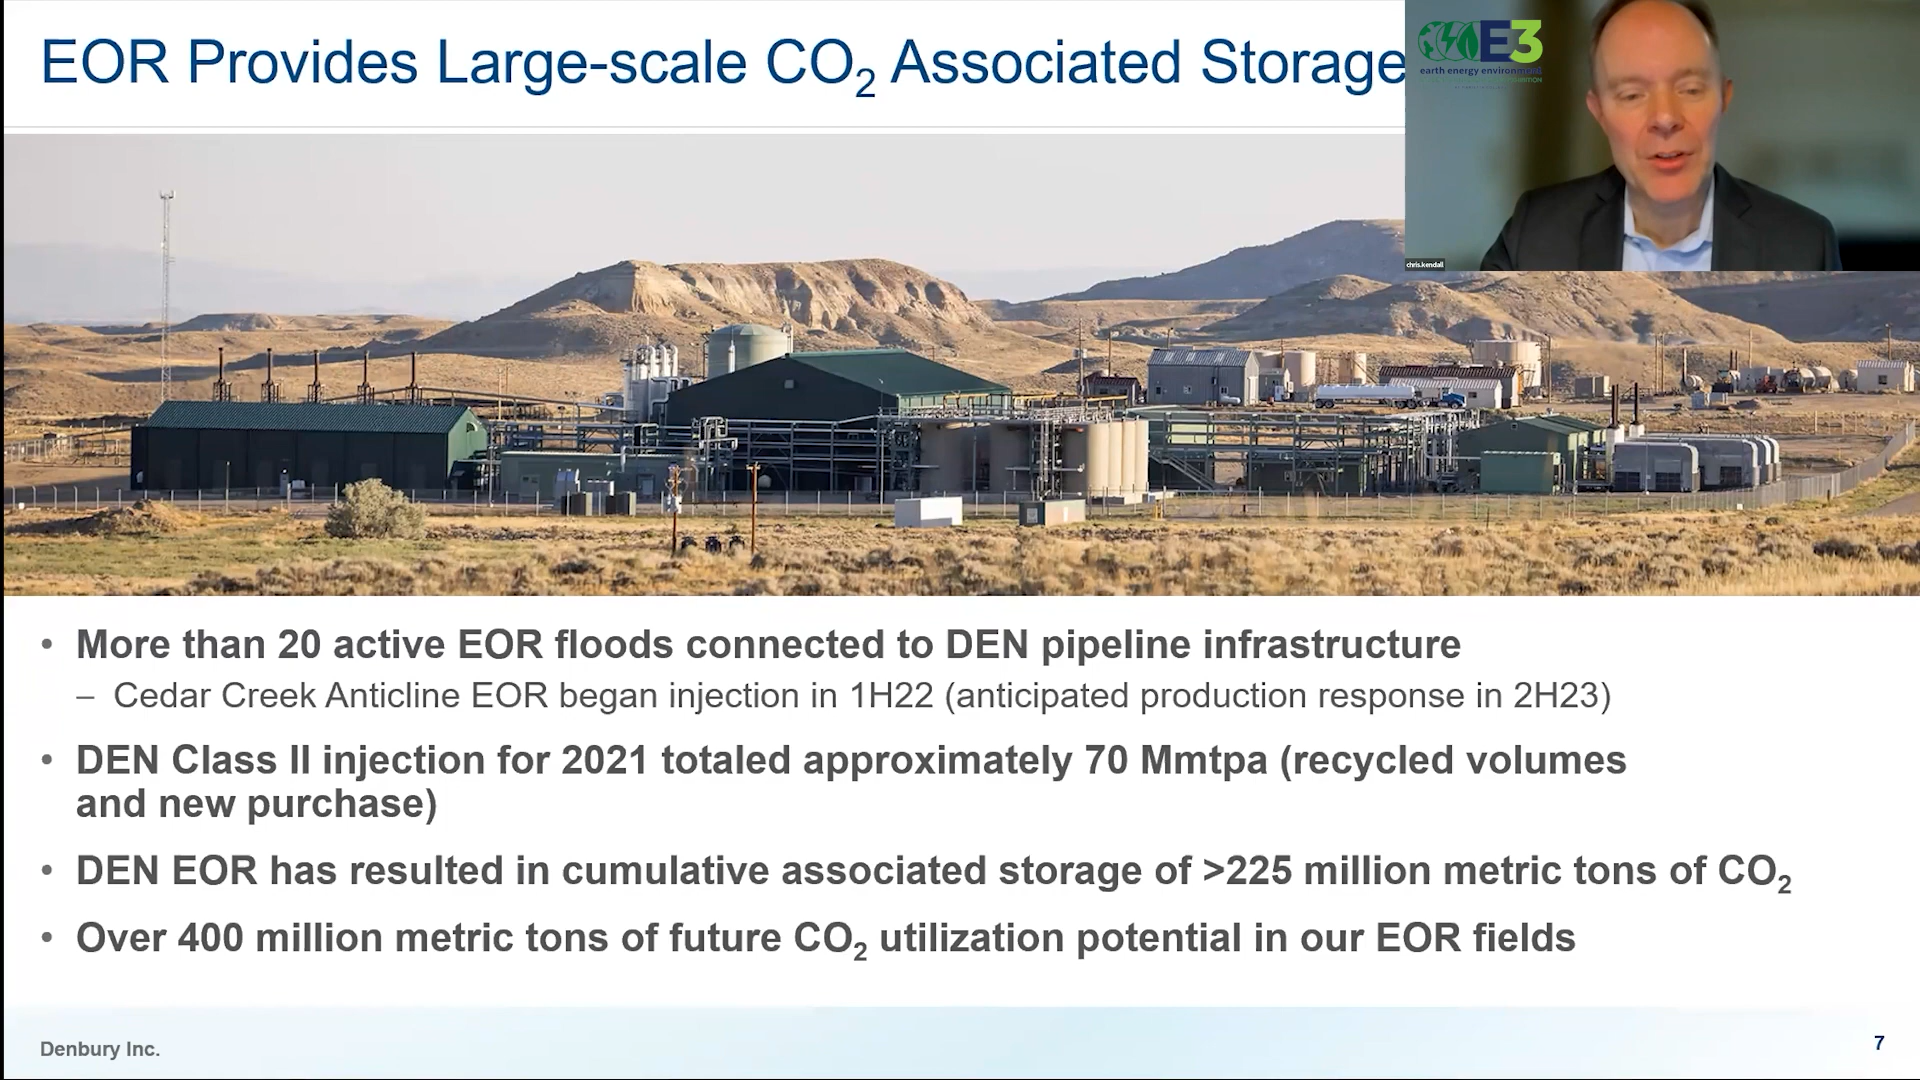 EOR Provides Large-scale CO₂ Associated Storage
E3
earth energy environment
chris.kendall
• More than 20 active EOR floods connected to DEN pipeline infrastructure
– Cedar Creek Anticline EOR began injection in 1H22 (anticipated production response in 2H23)
• DEN Class II injection for 2021 totaled approximately 70 Mmtpa (recycled volumes
and new purchase)
• DEN EOR has resulted in cumulative associated storage of >225 million metric tons of CO₂
• Over 400 million metric tons of future CO₂ utilization potential in our EOR fields
Denbury Inc.
7